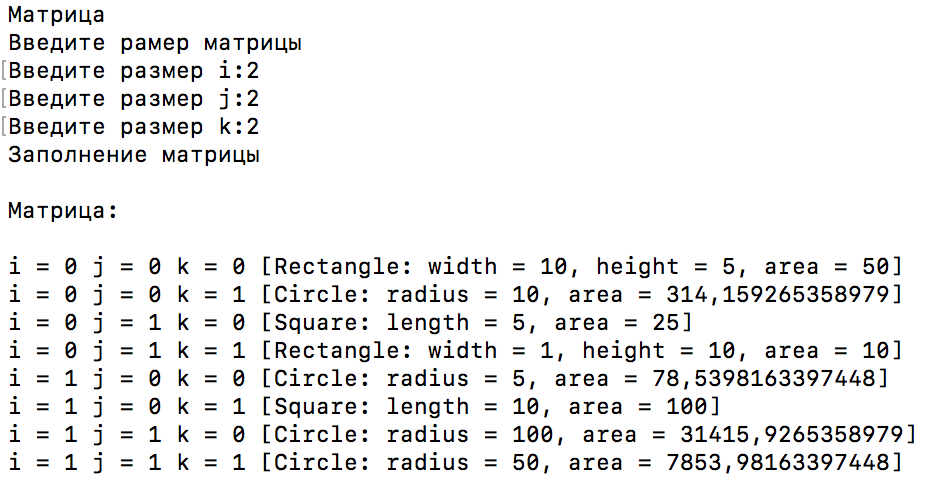 Матрица
Введите рамер матрицы
[Введите размер i:2
[Введите размер j:2
[Введите размер k:2
Заполнение матрицы
Матрица:
i = 0 j = 0 k = 0 [Rectangle: width = 10, height = 5, area = 50]
i = 0 j = 0 k = 1 [Circle: radius = 10, area = 314,159265358979]
i = 0 j = 1 k = 0 [Square: length = 5, area = 25]
i = 0 j = 1 k = 1 [Rectangle: width = 1, height = 10, area = 10]
i = 1 j = 0 k = 0 [Circle: radius = 5, area = 78,5398163397448]
i = 1 j = 0 k = 1 [Square: length = 10, area = 100]
i = 1 j = 1 k = 0 [Circle: radius = 100, area = 31415,9265358979]
i = 1 j = 1 k = 1 [Circle: radius = 50, area = 7853,98163397448]